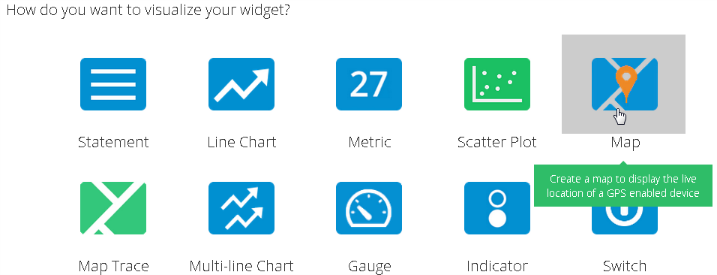 How do you want to visualize your widget?
27
Statement
Line Chart
Metric
Scatter Plot
Map
Create a map to display the live
location of a GPS enabled device
Map Trace
Multi-line Chart
Gauge
Indicator
Switch